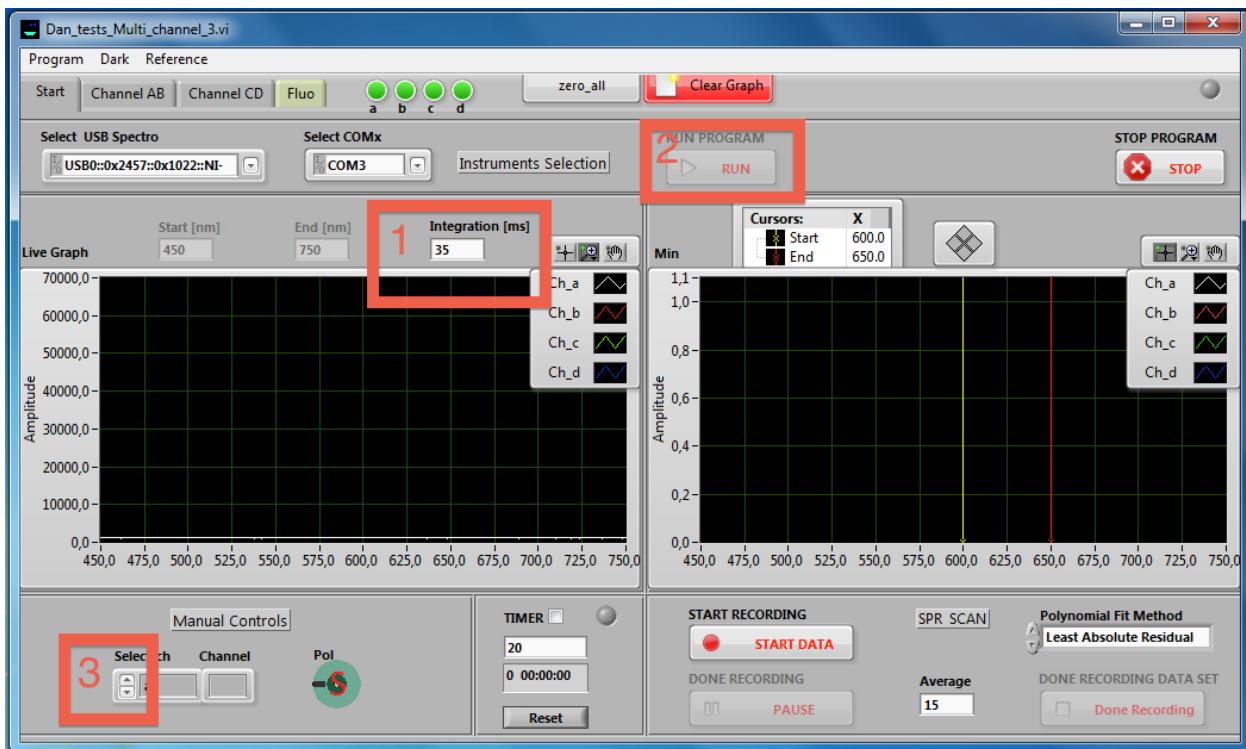 Dan_tests_Multi_channel_3.vi
Program Dark Reference
Start Channel AB Channel CD Fluo
a b c d
zero_all
Clear Graph
Select USB Spectro
USB0::0x2457::0x1022::NI-
Select COMx
COM3
Instruments Selection
2
RUN PROGRAM
RUN
STOP PROGRAM
STOP
Live Graph
Start [nm]
450
End [nm]
750
1
Integration [ms]
35
Min
Cursors: X
Start 600.0
End 650.0
Ch_a
Ch_b
Ch_c
Ch_d
Amplitude
70000,0
60000,0
50000,0
40000,0
30000,0
20000,0
10000,0
0,0
450,0 475,0 500,0 525,0 550,0 575,0 600,0 625,0 650,0 675,0 700,0 725,0 750,0
Ch_a
Ch_b
Ch_c
Ch_d
Amplitude
1,1
1,0
0,8
0,6
0,4
0,2
0,0
450,0 475,0 500,0 525,0 550,0 575,0 600,0 625,0 650,0 675,0 700,0 725,0 750,0
Manual Controls
3
Select ch
a
Channel
Pol
S
TIMER
20
0 00:00:00
Reset
START RECORDING
START DATA
DONE RECORDING
PAUSE
SPR SCAN
Average
15
Polynomial Fit Method
Least Absolute Residual
DONE RECORDING DATA SET
Done Recording